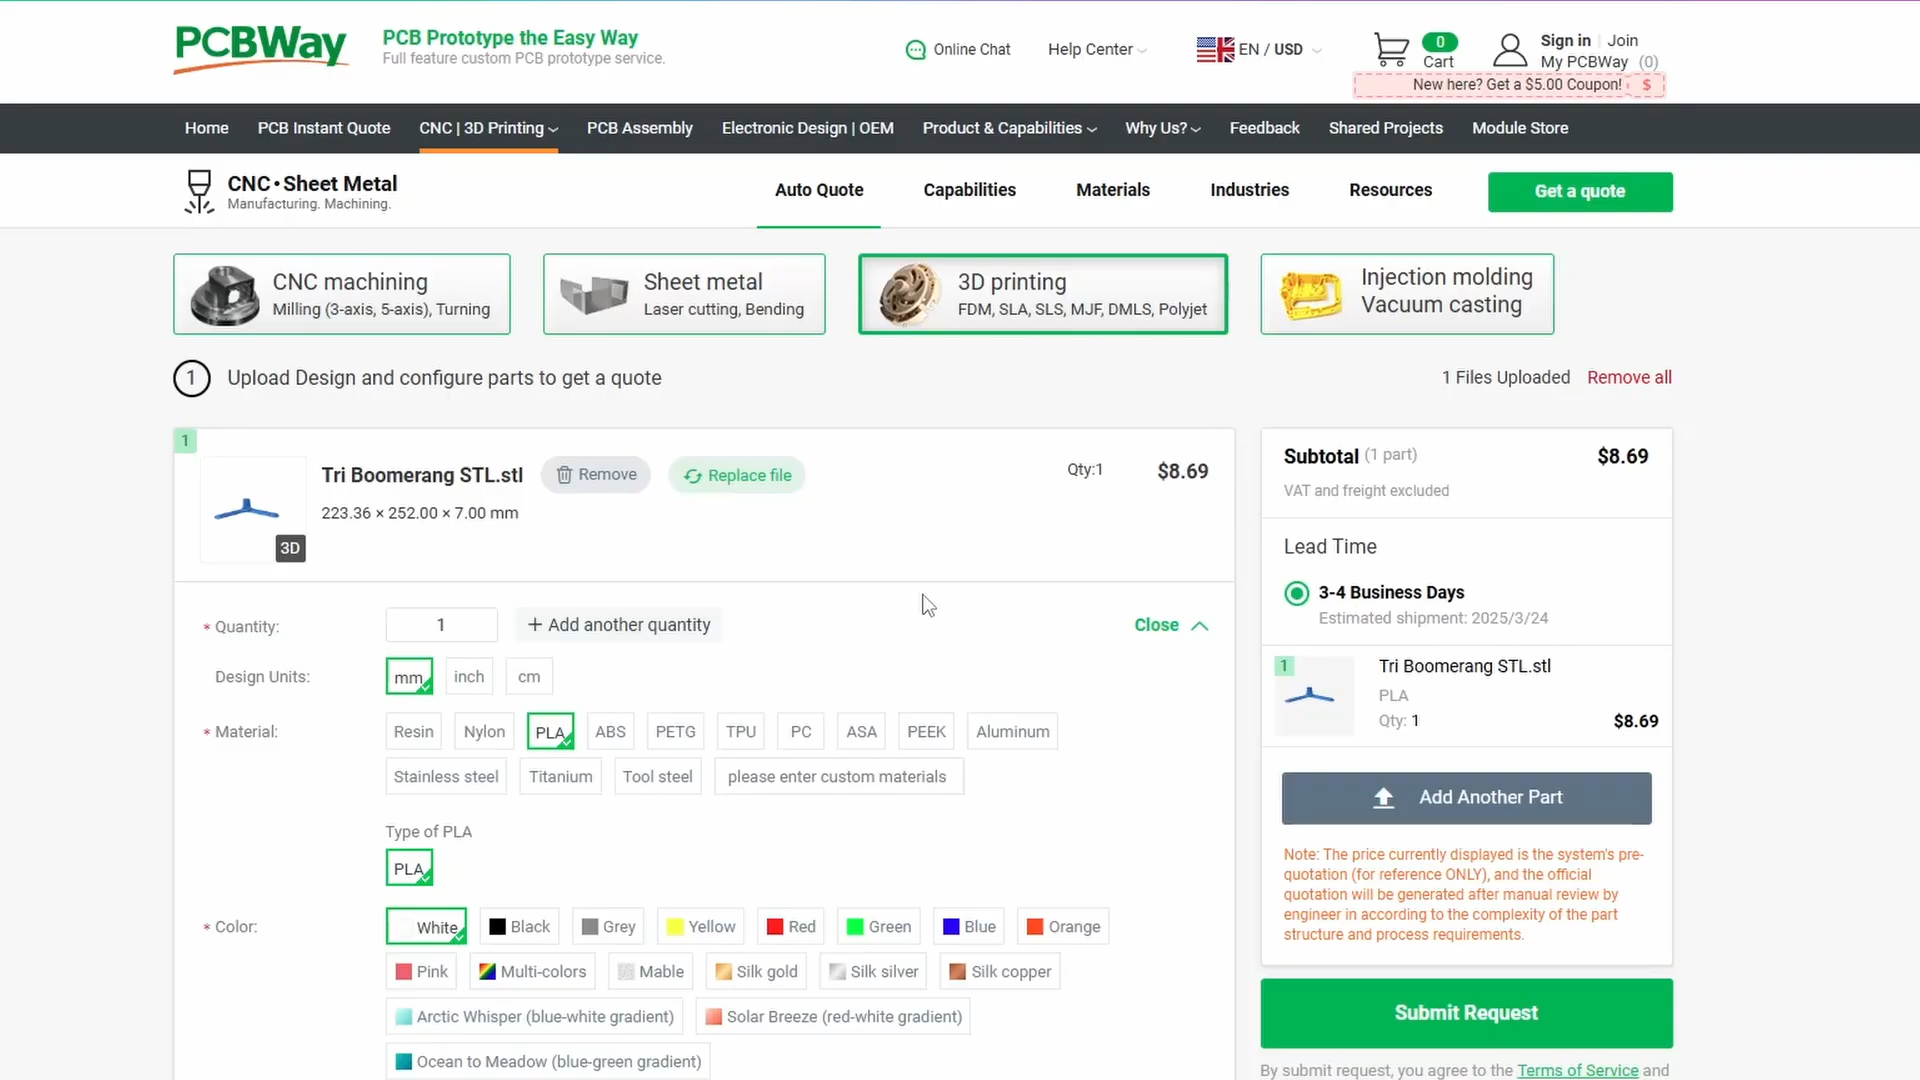 PCBWay
PCB Prototype the Easy Way
Full feature custom PCB prototype service.
Online Chat
Help Center
EN / USD
0
Cart
Sign in | Join
My PCBWay (0)
New here? Get a $5.00 Coupon! $
Home
PCB Instant Quote
CNC | 3D Printing
PCB Assembly
Electronic Design | OEM
Product & Capabilities
Why Us?
Feedback
Shared Projects
Module Store
CNC • Sheet Metal
Manufacturing. Machining.
Auto Quote
Capabilities
Materials
Industries
Resources
Get a quote
CNC machining
Milling (3-axis, 5-axis), Turning
Sheet metal
Laser cutting, Bending
3D printing
FDM, SLA, SLS, MJF, DMLS, Polyjet
Injection molding
Vacuum casting
1 Upload Design and configure parts to get a quote
1 Files Uploaded Remove all
1
Tri Boomerang STL.stl
Remove
Replace file
Qty:1
$8.69
223.36 × 252.00 × 7.00 mm
3D
* Quantity:
1
+ Add another quantity
Close
Design Units:
mm inch cm
* Material:
Resin Nylon PLA ABS PETG TPU PC ASA PEEK Aluminum
Stainless steel Titanium Tool steel please enter custom materials
Type of PLA
PLA
* Color:
White Black Grey Yellow Red Green Blue Orange
Pink Multi-colors Mable Silk gold Silk silver Silk copper
Arctic Whisper (blue-white gradient) Solar Breeze (red-white gradient)
Ocean to Meadow (blue-green gradient)
Subtotal (1 part) $8.69
VAT and freight excluded
Lead Time
3-4 Business Days
Estimated shipment: 2025/3/24
1
Tri Boomerang STL.stl
PLA
Qty: 1 $8.69
Add Another Part
Note: The price currently displayed is the system's pre-
quotation (for reference ONLY), and the official
quotation will be generated after manual review by
engineer in according to the complexity of the part
structure and process requirements.
Submit Request
By submit request, you agree to the Terms of Service and